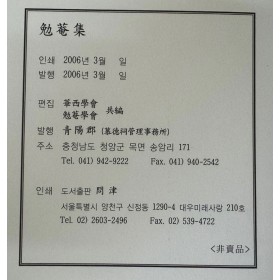 勉菴集
인쇄 2006년 3월 일
발행 2006년 3월 일
편집 華西學會
勉菴學會 共編
발행 靑陽郡 (慕德祠管理事務所)
주소 충청남도 청양군 목면 송암리 171
Tel. 041) 942-9222 Fax. 041) 940-2542
인쇄 도서출판 問津
서울특별시 양천구 신정동 1290-4 대우미래사랑 210호
Tel. 02) 2603-2496 Fax. 02) 539-4722
<非賣品>